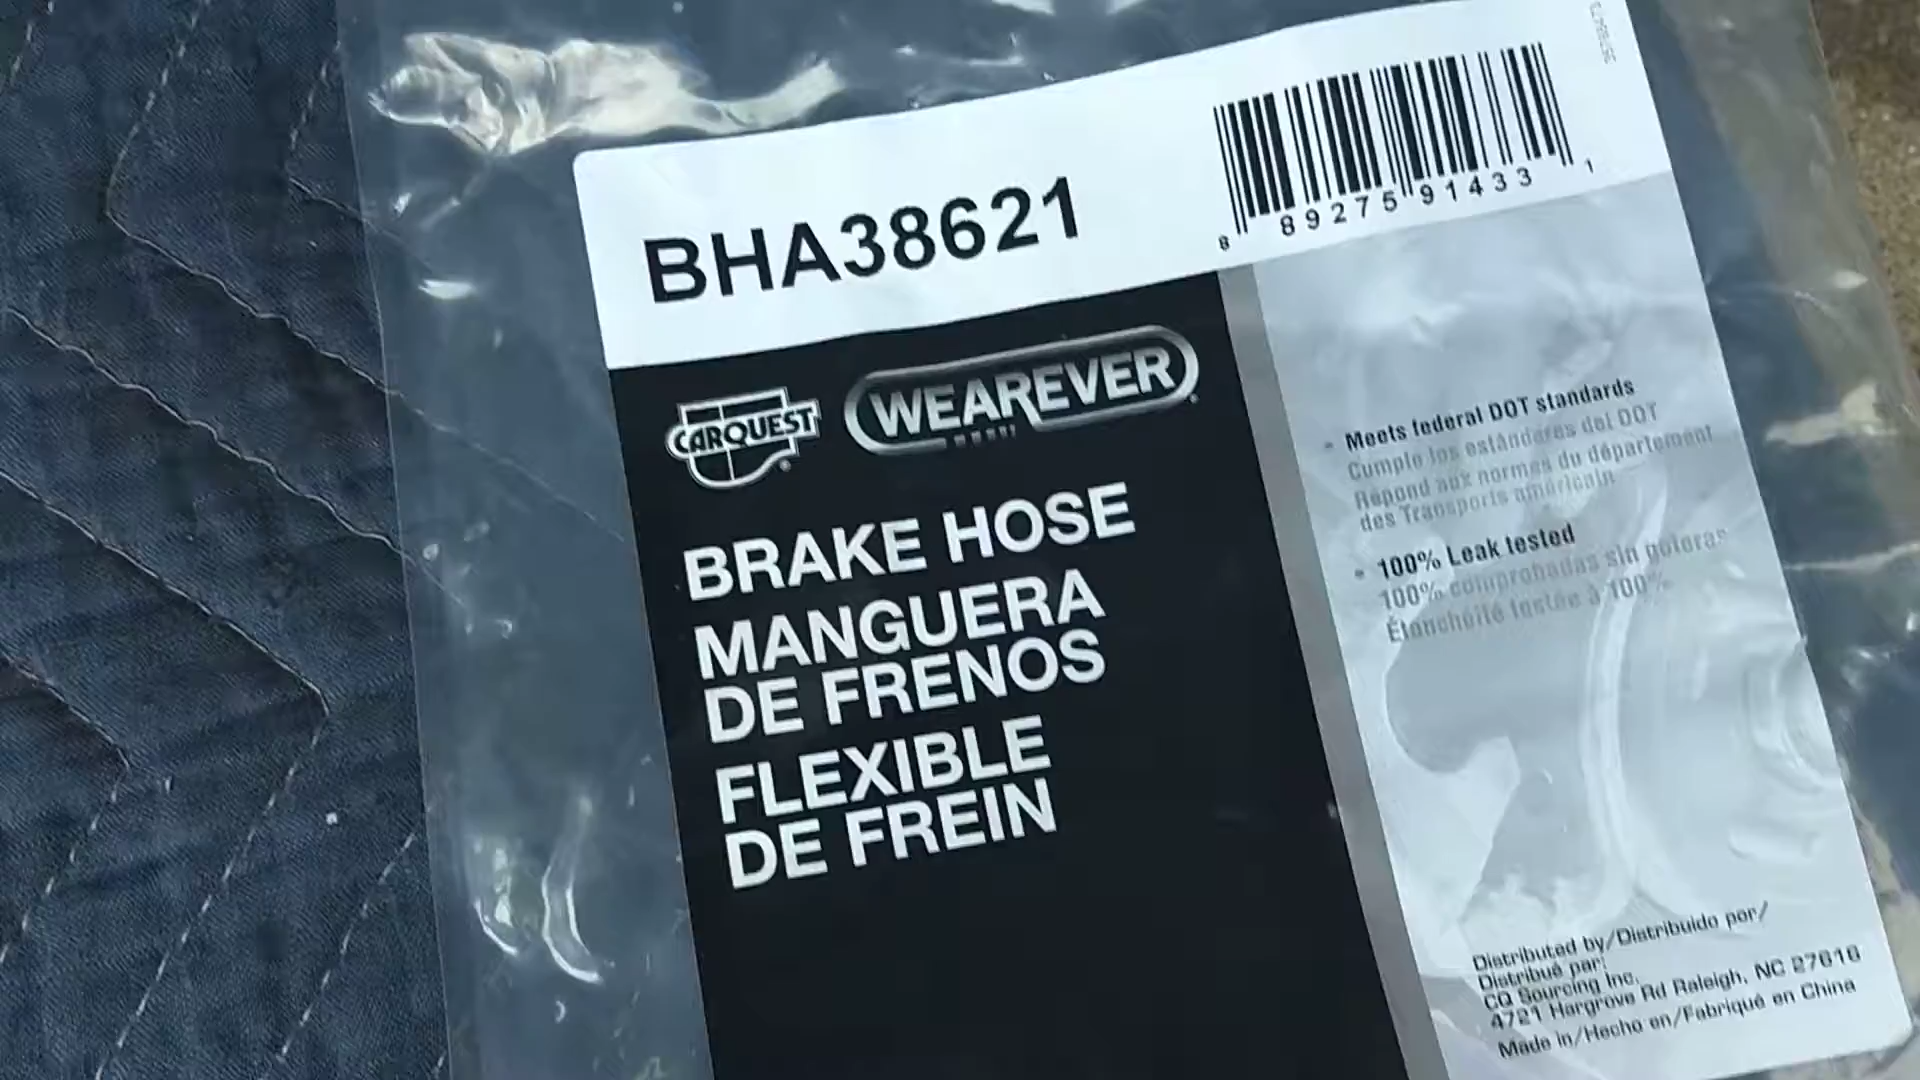 BHA38621
8 89275 91433 1
CARQUEST
WEAREVER
BRAKE HOSE
MANGUERA
DE FRENOS
FLEXIBLE
DE FREIN
• Meets federal DOT standards
Cumple los estándares del DOT
Répond aux normes du département
des Transports américain
• 100% Leak tested
100% comprobadas sin goteras
Étanchéité testée à 100%
Distributed by/Distribuido por/
Distribué par:
CQ Sourcing Inc.
4721 Hargrove Rd Raleigh, NC 27616
Made in/Hecho en/Fabriqué en China